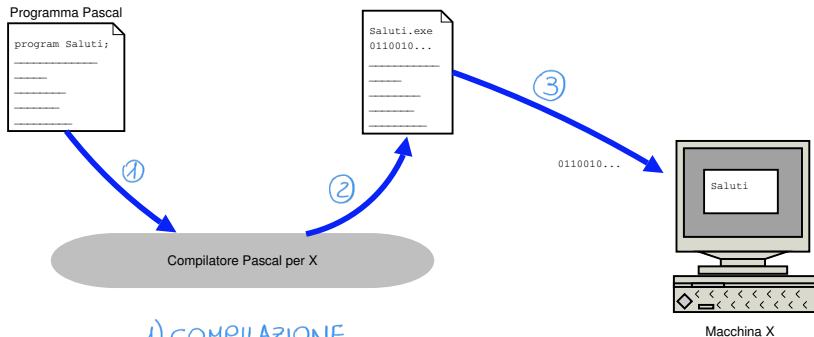 Programma Pascal
program Saluti;
Saluti.exe
0110010...
1
2
3
0110010...
Saluti
Compilatore Pascal per X
Macchina X
1) COMPILAZIONE